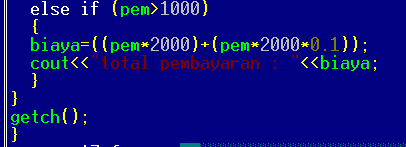 else if (pem>1000)
{
biaya=((pem*2000)+(pem*2000*0.1));
cout<<"total pembayaran : "<<biaya;
}
}
getch();
}